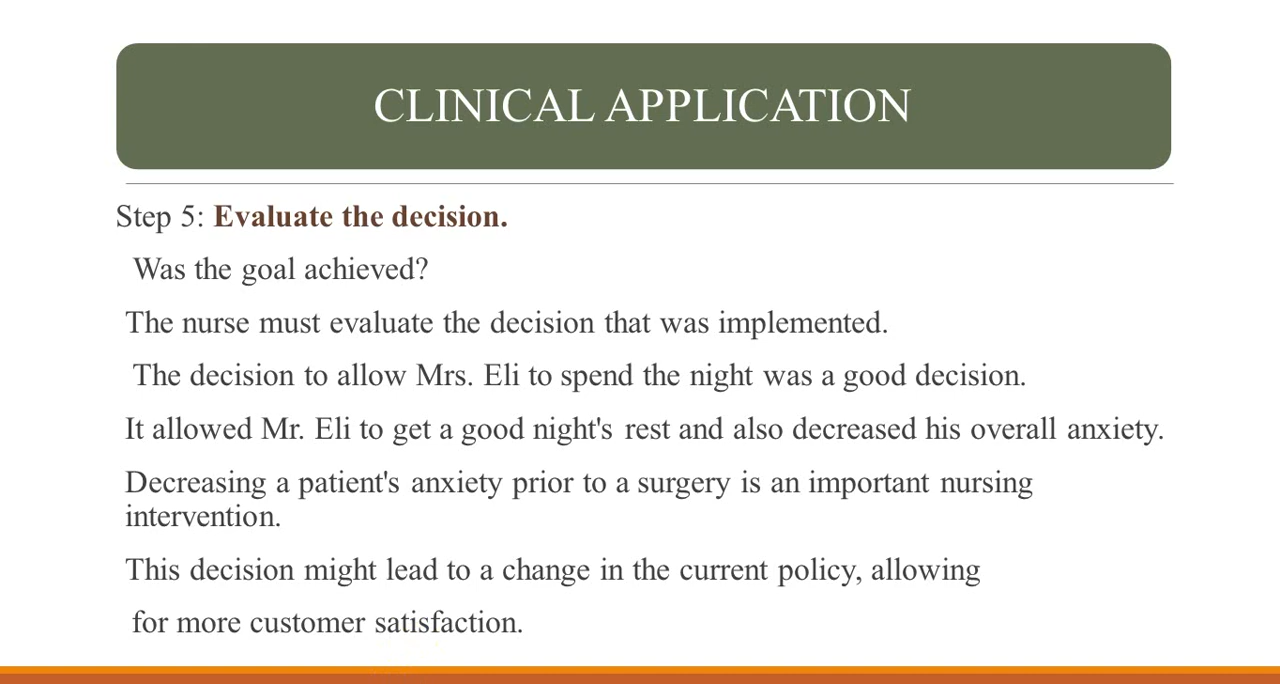 CLINICAL APPLICATION
Step 5: Evaluate the decision.
Was the goal achieved?
The nurse must evaluate the decision that was implemented.
The decision to allow Mrs. Eli to spend the night was a good decision.
It allowed Mr. Eli to get a good night's rest and also decreased his overall anxiety.
Decreasing a patient's anxiety prior to a surgery is an important nursing
intervention.
This decision might lead to a change in the current policy, allowing
for more customer satisfaction.